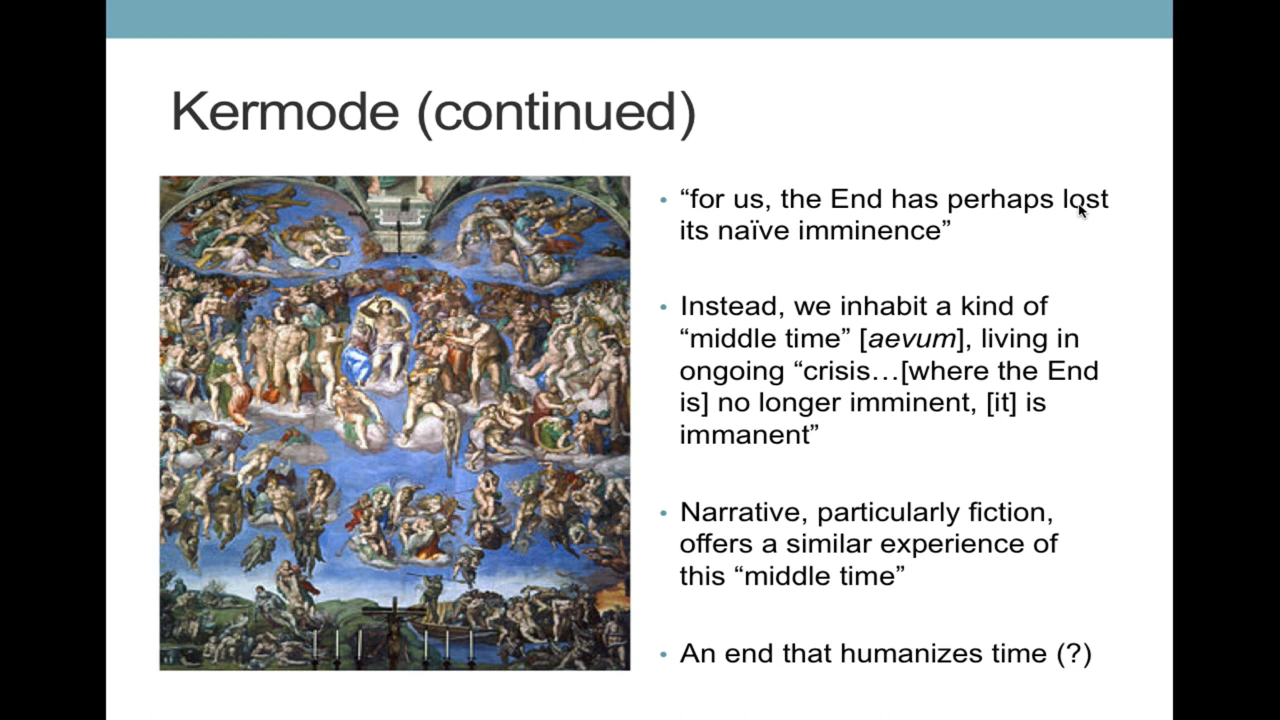 Kermode (continued)
• “for us, the End has perhaps lost
its naïve imminence”
• Instead, we inhabit a kind of
“middle time” [aevum], living in
ongoing “crisis…[where the End
is] no longer imminent, [it] is
immanent”
• Narrative, particularly fiction,
offers a similar experience of
this “middle time”
• An end that humanizes time (?)